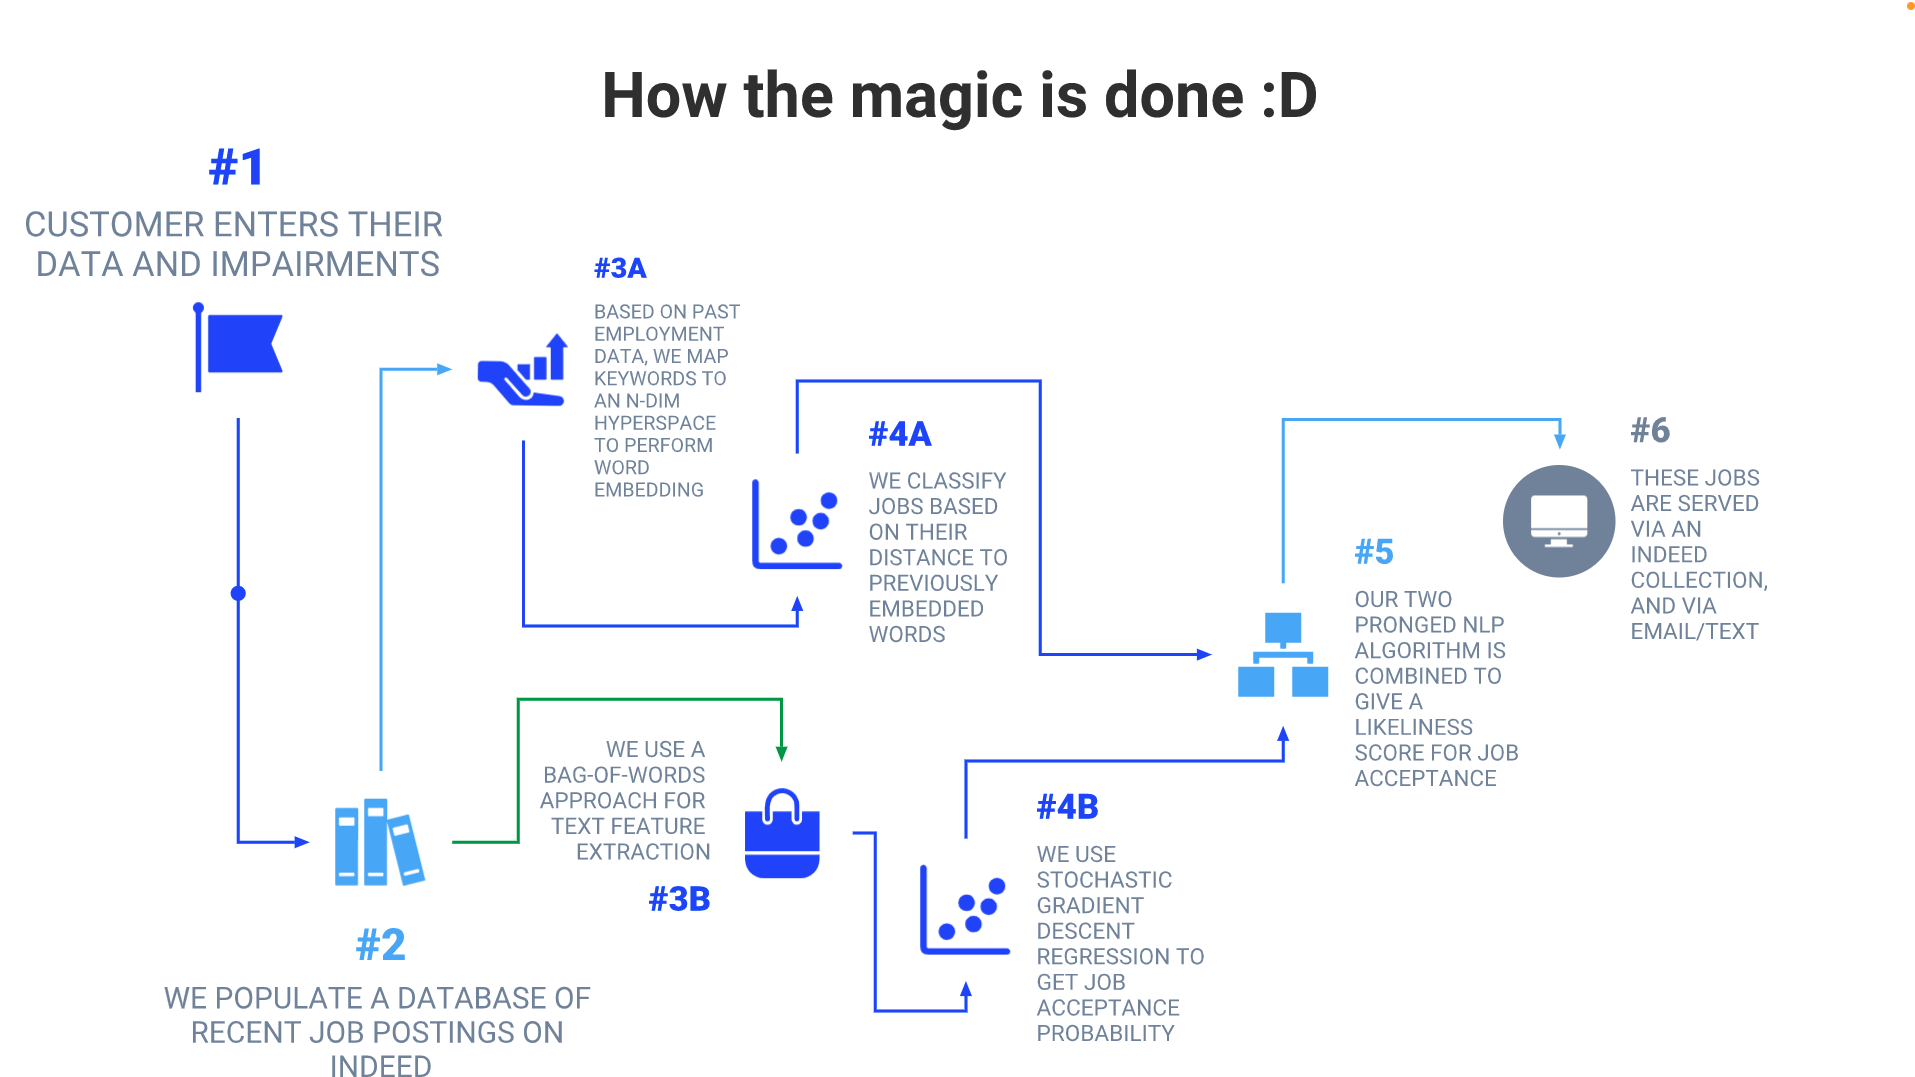 How the magic is done :D
#1
CUSTOMER ENTERS THEIR
DATA AND IMPAIRMENTS
#2
WE POPULATE A DATABASE OF
RECENT JOB POSTINGS ON
INDEED
#3A
BASED ON PAST
EMPLOYMENT
DATA, WE MAP
KEYWORDS TO
AN N-DIM
HYPERSPACE
TO PERFORM
WORD
EMBEDDING
WE USE A
BAG-OF-WORDS
APPROACH FOR
TEXT FEATURE
EXTRACTION
#3B
#4A
WE CLASSIFY
JOBS BASED
ON THEIR
DISTANCE TO
PREVIOUSLY
EMBEDDED
WORDS
#4B
WE USE
STOCHASTIC
GRADIENT
DESCENT
REGRESSION TO
GET JOB
ACCEPTANCE
PROBABILITY
#5
OUR TWO
PRONGED NLP
ALGORITHM IS
COMBINED TO
GIVE A
LIKELINESS
SCORE FOR JOB
ACCEPTANCE
#6
THESE JOBS
ARE SERVED
VIA AN
INDEED
COLLECTION,
AND VIA
EMAIL/TEXT